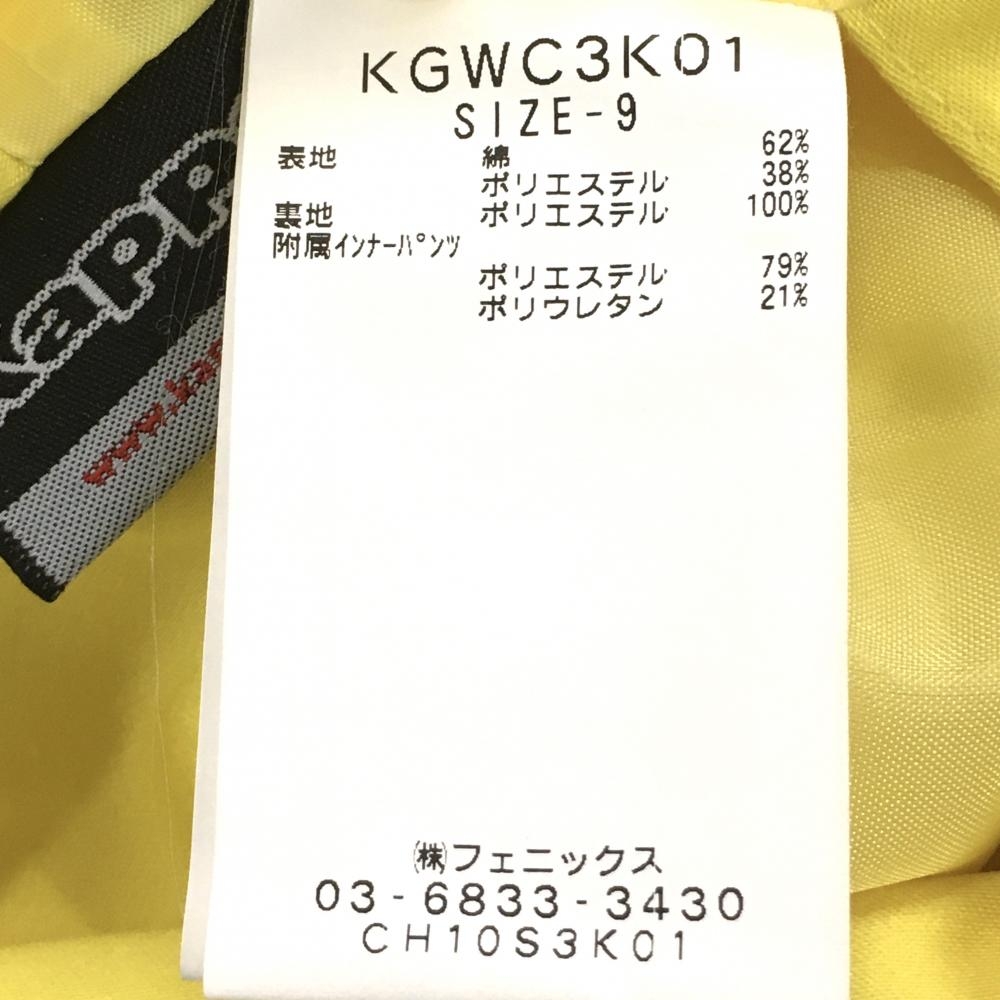 KGWC3K01
SIZE-9
表地 綿 62%
ポリエステル 38%
裏地 ポリエステル 100%
附属インナーパンツ
ポリエステル 79%
ポリウレタン 21%
㈱フェニックス
03-6833-3430
CH10S3K01